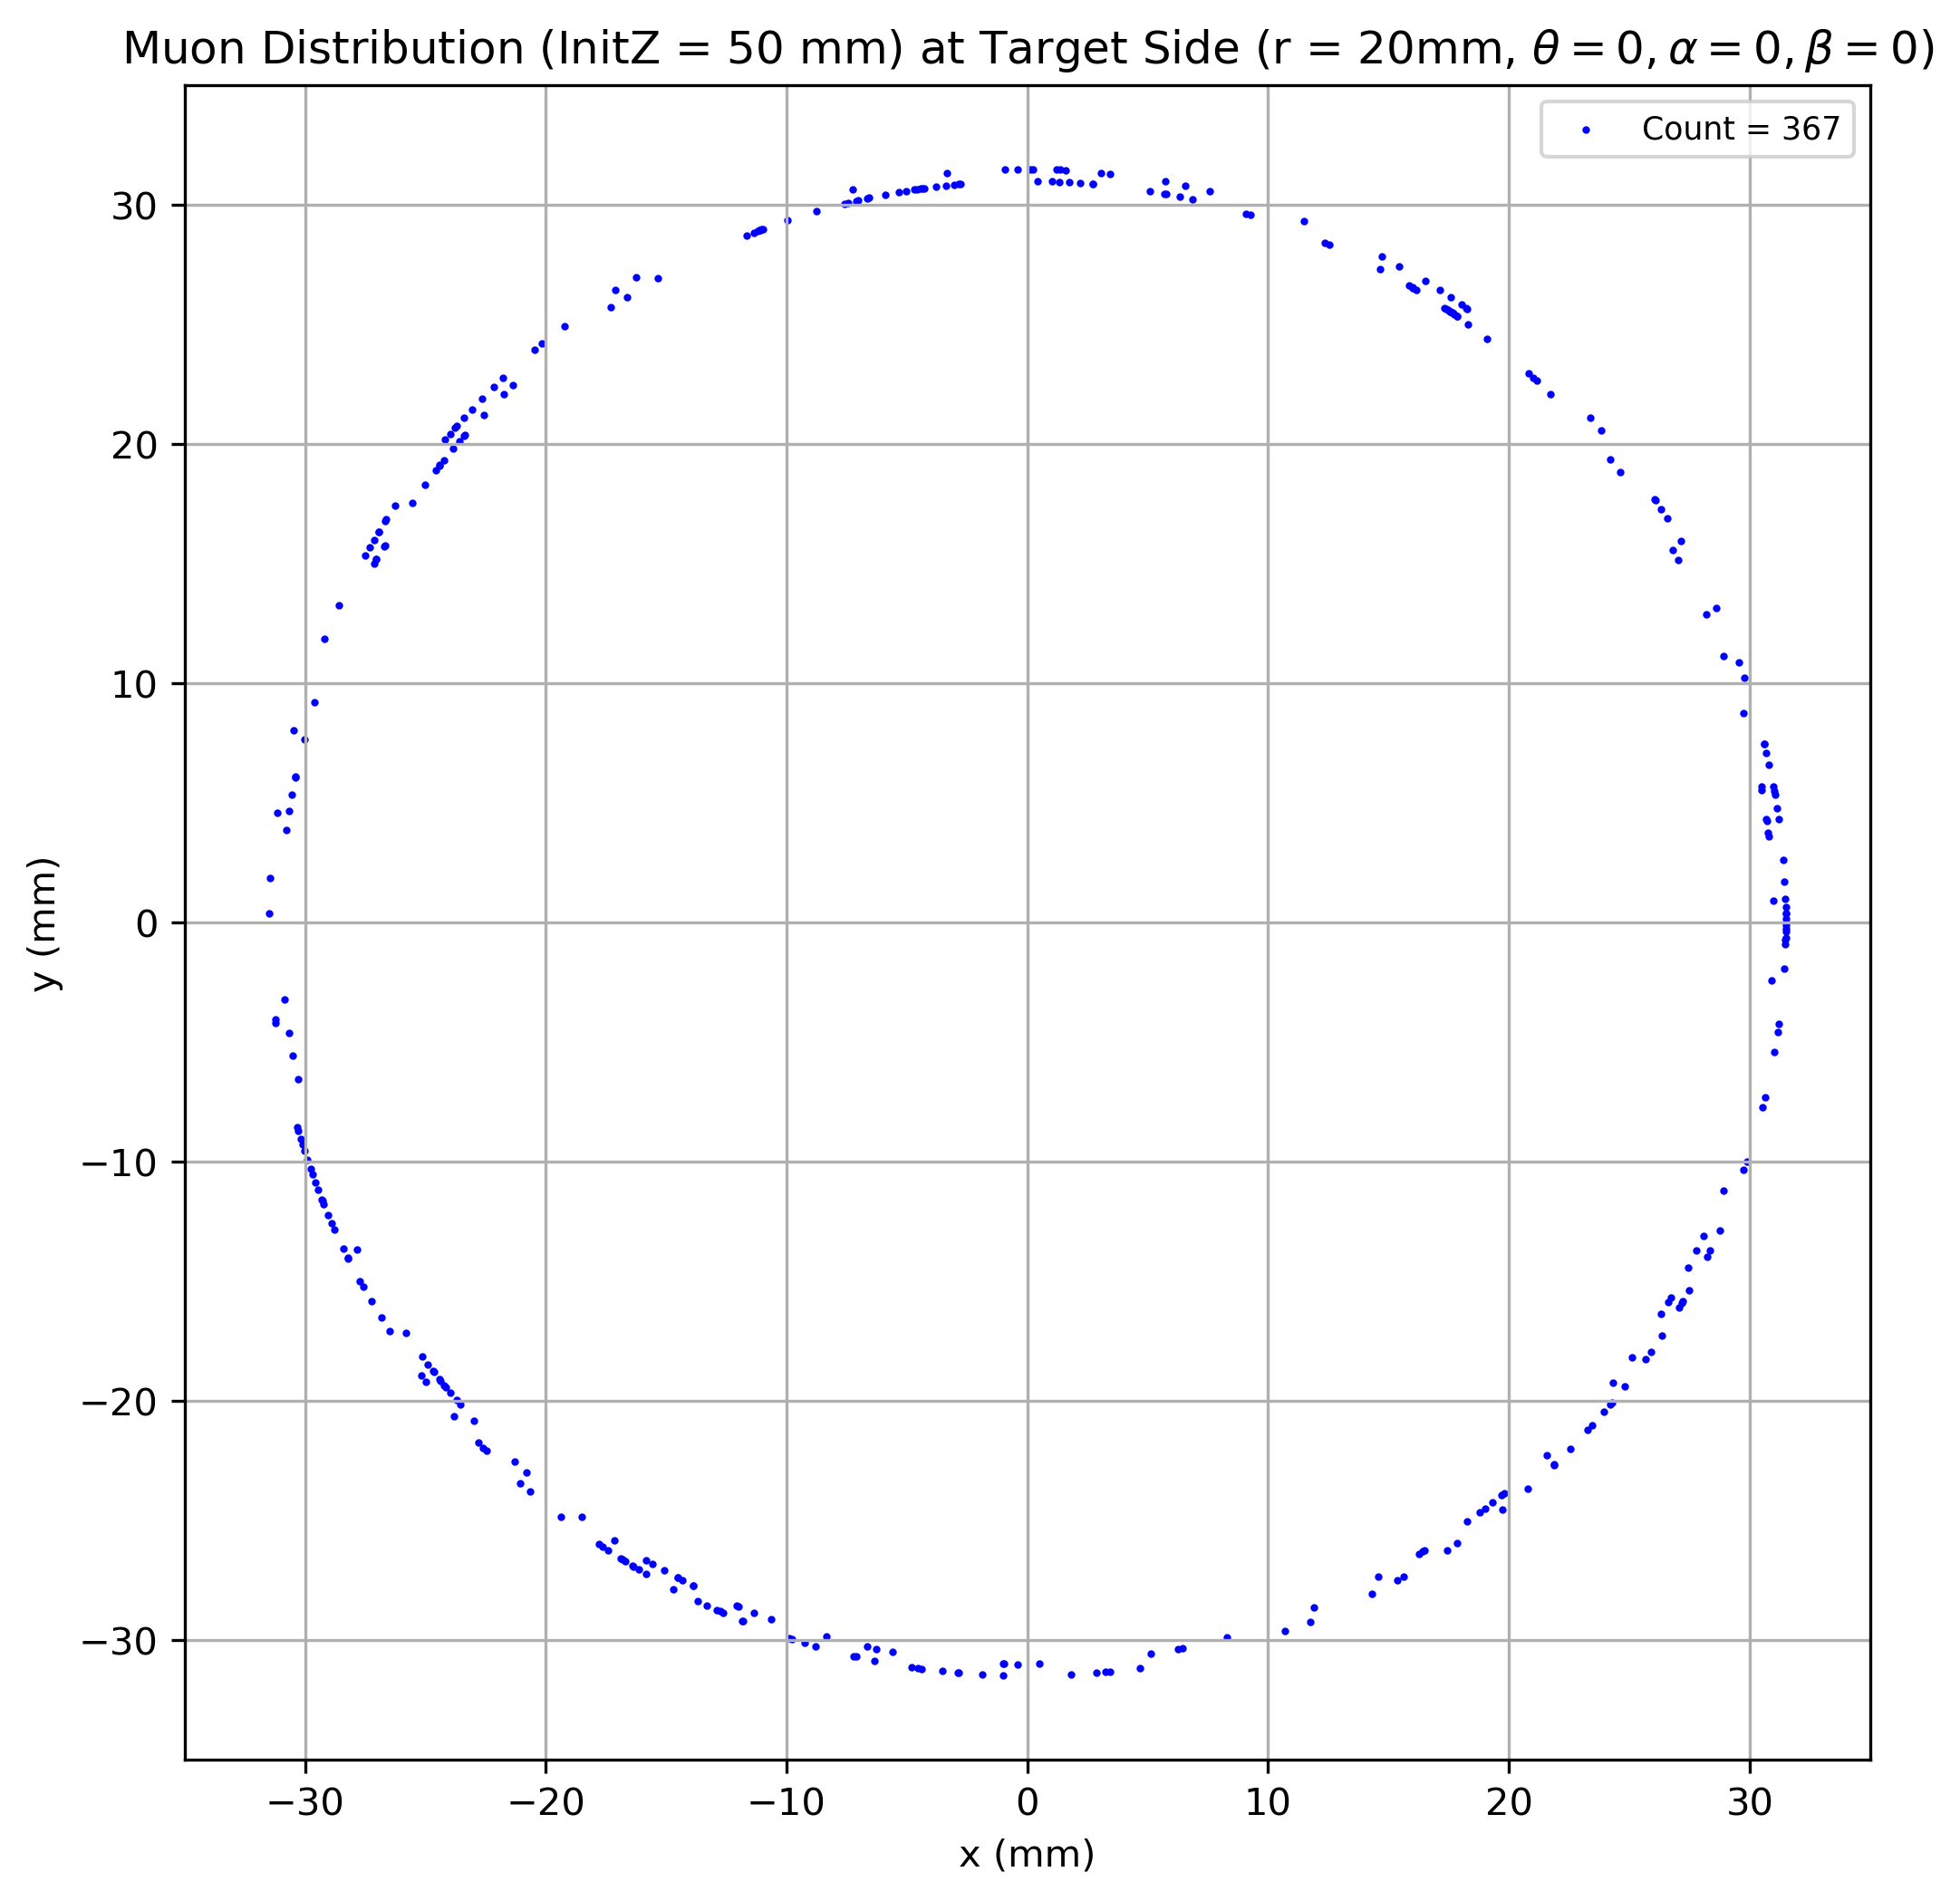 Muon Distribution (InitZ = 50 mm) at Target Side (r = 20mm, θ = 0, α = 0, β = 0)
Count = 367
30
20
10
0
−10
−20
−30
y (mm)
−30 −20 −10 0 10 20 30
x (mm)